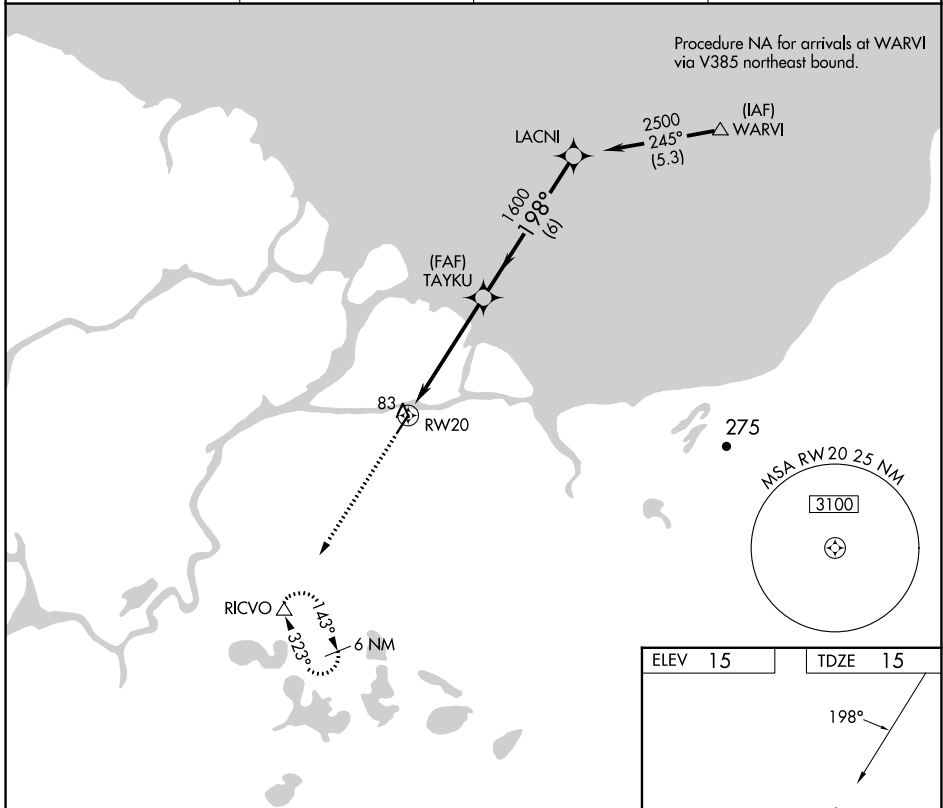 Procedure NA for arrivals at WARVI
via V385 northeast bound.
(IAF)
WARVI
2500
245°
(5.3)
LACNI
1600
198°
(6)
(FAF)
TAYKU
83
RW20
275
MSA RW20 25 NM
3100
RICVO
143°
323°
6 NM
ELEV 15
TDZE 15
198°